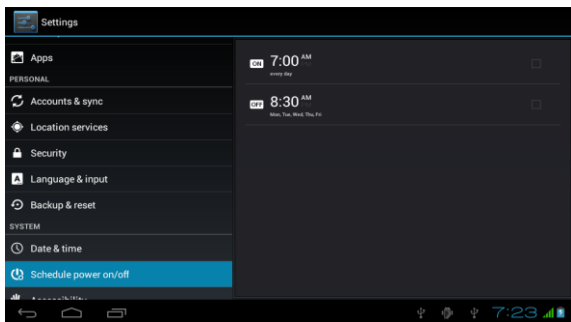 Settings
Apps
PERSONAL
Accounts & sync
Location services
Security
A Language & input
Backup & reset
SYSTEM
Date & time
Schedule power on/off
Accessibility
ON 7:00 AM
every day
OFF 8:30 AM
Mon, Tue, Wed, Thu, Fri
7:23